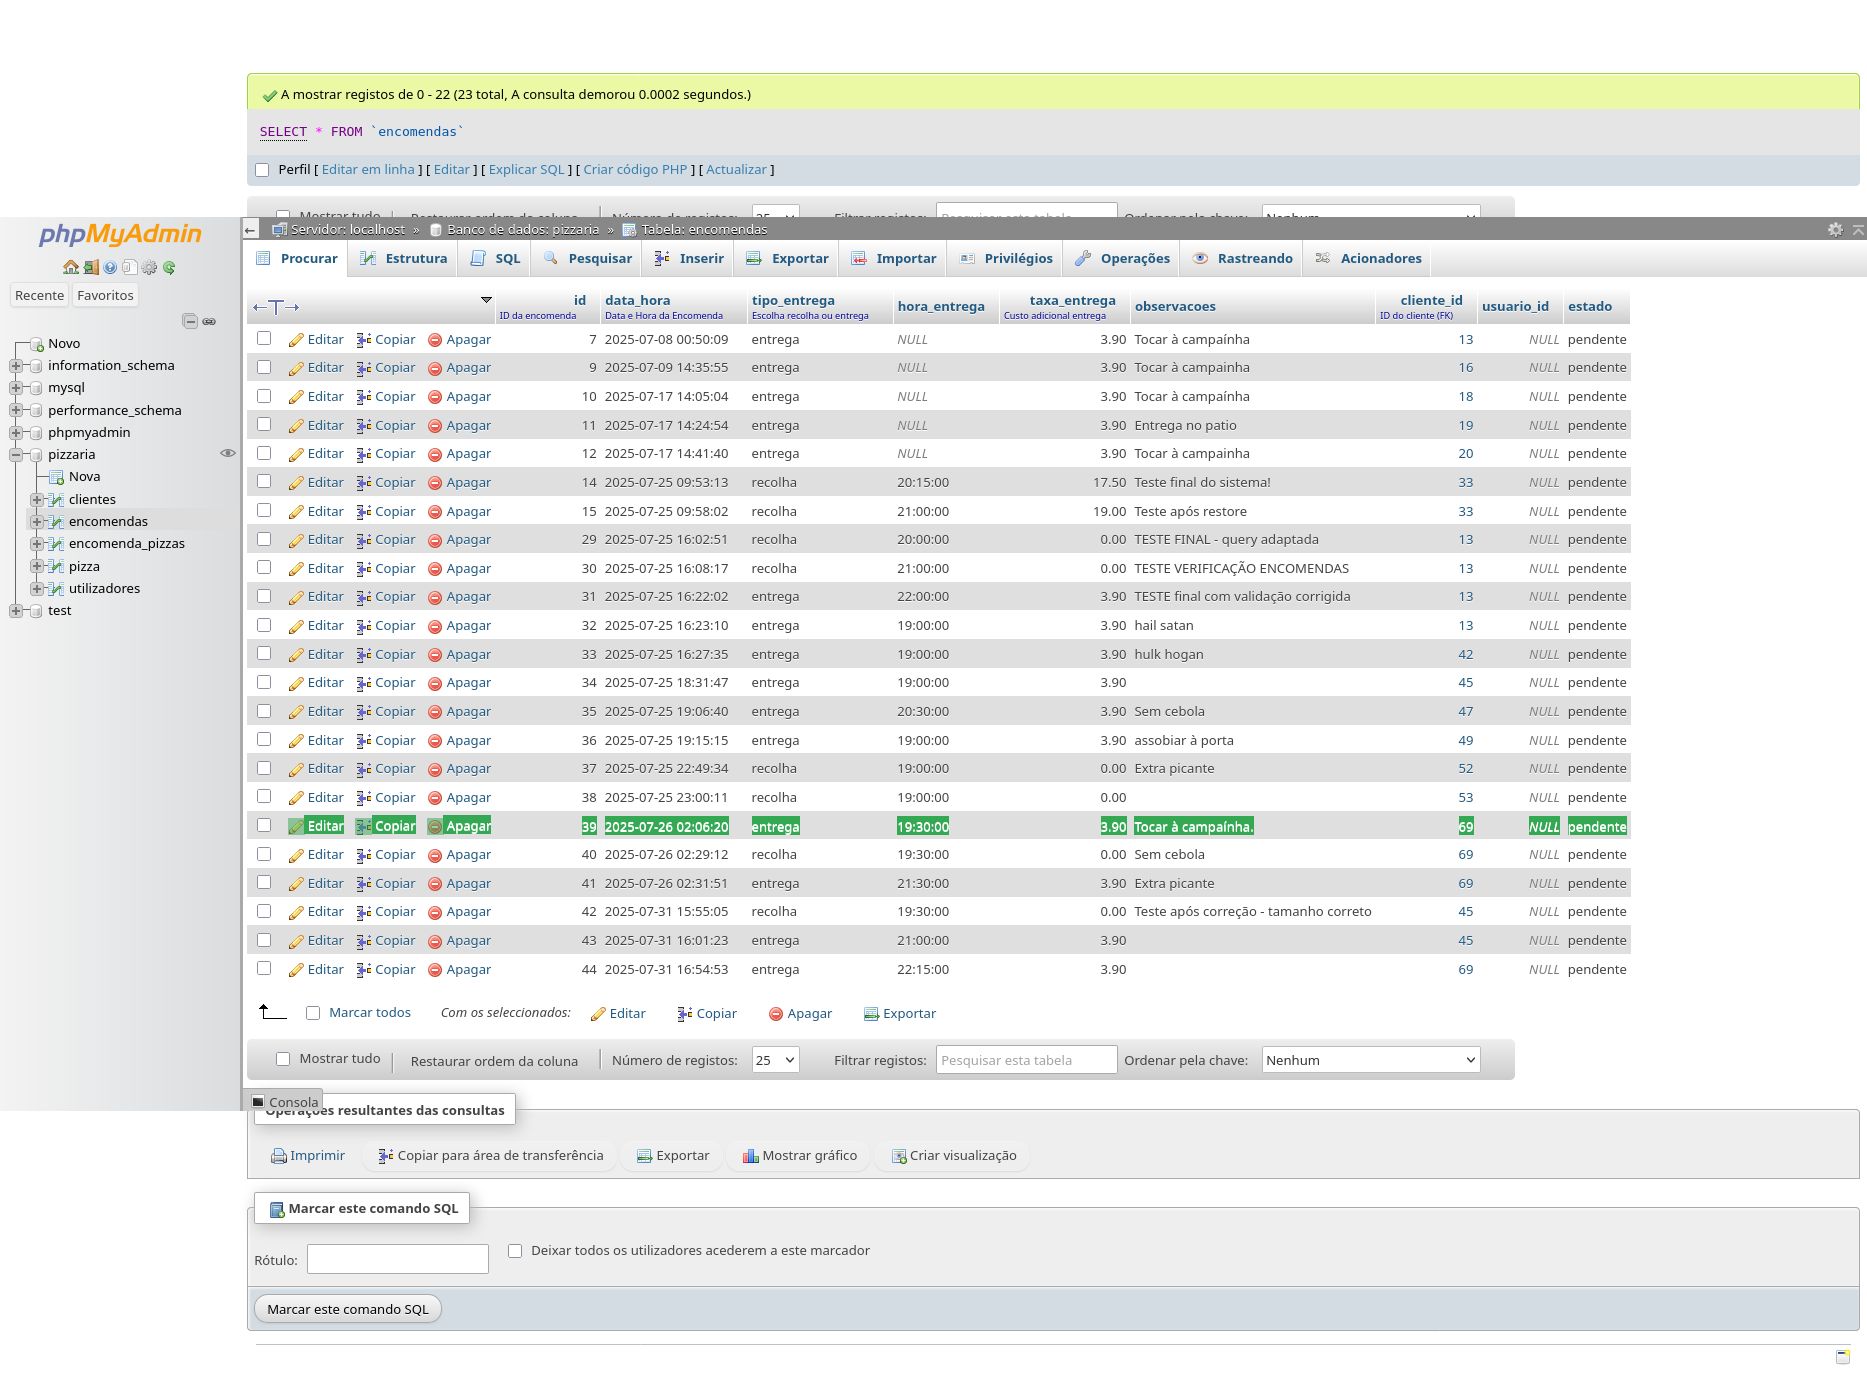 A mostrar registos de 0 - 22 (23 total, A consulta demorou 0.0002 segundos.)
SELECT * FROM `encomendas`
Perfil [ Editar em linha ] [ Editar ] [ Explicar SQL ] [ Criar código PHP ] [ Actualizar ]
Mostrar tudo Restaurar ordem da coluna Número de registos: 25 Filtrar registos: Pesquisar esta tabela Ordenar pela chave: Nenhum
phpMyAdmin
Recente Favoritos
Novo
information_schema
mysql
performance_schema
phpmyadmin
pizzaria
Nova
clientes
encomendas
encomenda_pizzas
pizza
utilizadores
test
← Servidor: localhost » Banco de dados: pizzaria » Tabela: encomendas
Procurar Estrutura SQL Pesquisar Inserir Exportar Importar Privilégios Operações Rastreando Acionadores
←T→ id data_hora tipo_entrega hora_entrega taxa_entrega observacoes cliente_id usuario_id estado
ID da encomenda Data e Hora da Encomenda Escolha recolha ou entrega Custo adicional entrega ID do cliente (FK)
Editar Copiar Apagar 7 2025-07-08 00:50:09 entrega NULL 3.90 Tocar à campaínha 13 NULL pendente
Editar Copiar Apagar 9 2025-07-09 14:35:55 entrega NULL 3.90 Tocar à campainha 16 NULL pendente
Editar Copiar Apagar 10 2025-07-17 14:05:04 entrega NULL 3.90 Tocar à campaínha 18 NULL pendente
Editar Copiar Apagar 11 2025-07-17 14:24:54 entrega NULL 3.90 Entrega no patio 19 NULL pendente
Editar Copiar Apagar 12 2025-07-17 14:41:40 entrega NULL 3.90 Tocar à campainha 20 NULL pendente
Editar Copiar Apagar 14 2025-07-25 09:53:13 recolha 20:15:00 17.50 Teste final do sistema! 33 NULL pendente
Editar Copiar Apagar 15 2025-07-25 09:58:02 recolha 21:00:00 19.00 Teste após restore 33 NULL pendente
Editar Copiar Apagar 29 2025-07-25 16:02:51 recolha 20:00:00 0.00 TESTE FINAL - query adaptada 13 NULL pendente
Editar Copiar Apagar 30 2025-07-25 16:08:17 recolha 21:00:00 0.00 TESTE VERIFICAÇÃO ENCOMENDAS 13 NULL pendente
Editar Copiar Apagar 31 2025-07-25 16:22:02 entrega 22:00:00 3.90 TESTE final com validação corrigida 13 NULL pendente
Editar Copiar Apagar 32 2025-07-25 16:23:10 entrega 19:00:00 3.90 hail satan 13 NULL pendente
Editar Copiar Apagar 33 2025-07-25 16:27:35 entrega 19:00:00 3.90 hulk hogan 42 NULL pendente
Editar Copiar Apagar 34 2025-07-25 18:31:47 entrega 19:00:00 3.90 45 NULL pendente
Editar Copiar Apagar 35 2025-07-25 19:06:40 entrega 20:30:00 3.90 Sem cebola 47 NULL pendente
Editar Copiar Apagar 36 2025-07-25 19:15:15 entrega 19:00:00 3.90 assobiar à porta 49 NULL pendente
Editar Copiar Apagar 37 2025-07-25 22:49:34 recolha 19:00:00 0.00 Extra picante 52 NULL pendente
Editar Copiar Apagar 38 2025-07-25 23:00:11 recolha 19:00:00 0.00 53 NULL pendente
Editar Copiar Apagar 39 2025-07-26 02:06:20 entrega 19:30:00 3.90 Tocar à campaínha. 69 NULL pendente
Editar Copiar Apagar 40 2025-07-26 02:29:12 recolha 19:30:00 0.00 Sem cebola 69 NULL pendente
Editar Copiar Apagar 41 2025-07-26 02:31:51 entrega 21:30:00 3.90 Extra picante 69 NULL pendente
Editar Copiar Apagar 42 2025-07-31 15:55:05 recolha 19:30:00 0.00 Teste após correção - tamanho correto 45 NULL pendente
Editar Copiar Apagar 43 2025-07-31 16:01:23 entrega 21:00:00 3.90 45 NULL pendente
Editar Copiar Apagar 44 2025-07-31 16:54:53 entrega 22:15:00 3.90 69 NULL pendente
Marcar todos Com os seleccionados: Editar Copiar Apagar Exportar
Mostrar tudo Restaurar ordem da coluna Número de registos: 25 Filtrar registos: Pesquisar esta tabela Ordenar pela chave: Nenhum
Consola
Operações resultantes das consultas
Imprimir Copiar para área de transferência Exportar Mostrar gráfico Criar visualização
Marcar este comando SQL
Rótulo: Deixar todos os utilizadores acederem a este marcador
Marcar este comando SQL